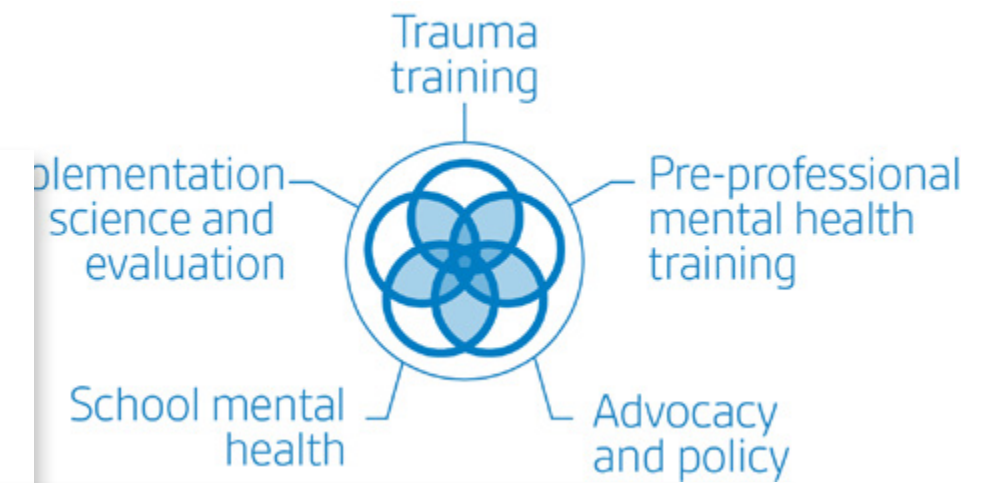 Trauma
training
plementation
science and
evaluation
Pre-professional
mental health
training
School mental
health
Advocacy
and policy